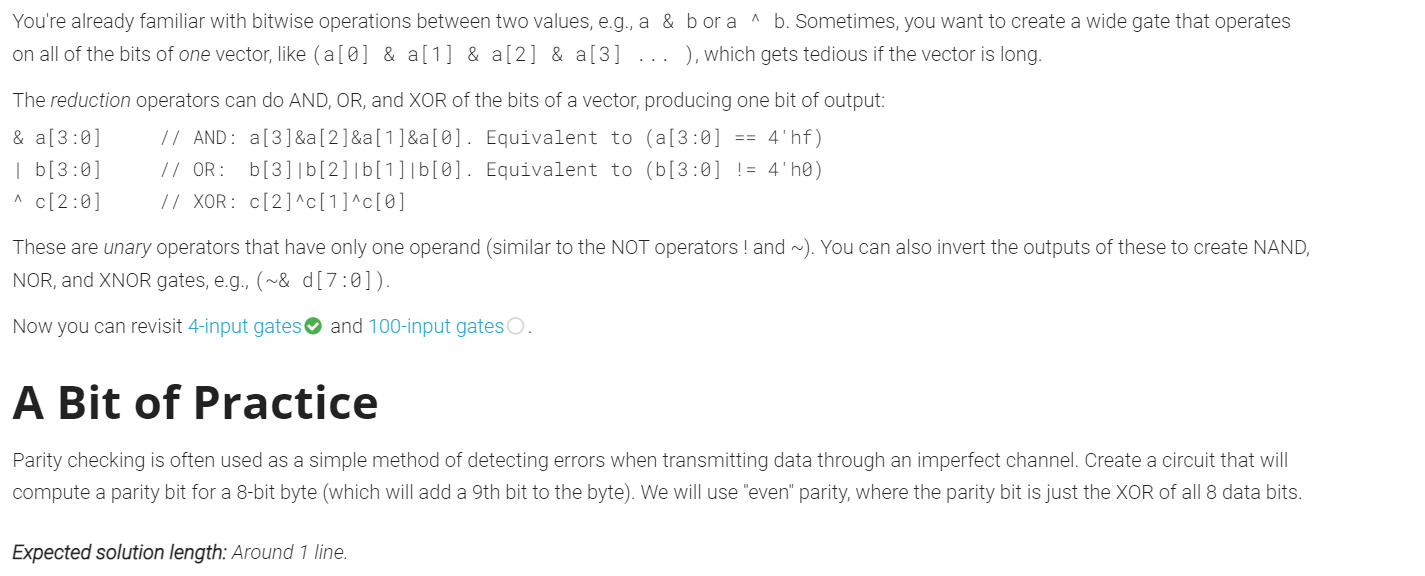 You're already familiar with bitwise operations between two values, e.g., a & b or a ^ b. Sometimes, you want to create a wide gate that operates
on all of the bits of one vector, like (a[0] & a[1] & a[2] & a[3] ... ), which gets tedious if the vector is long.
The reduction operators can do AND, OR, and XOR of the bits of a vector, producing one bit of output:
& a[3:0]     // AND: a[3]&a[2]&a[1]&a[0]. Equivalent to (a[3:0] == 4'hf)
| b[3:0]     // OR:  b[3]|b[2]|b[1]|b[0]. Equivalent to (b[3:0] != 4'h0)
^ c[2:0]     // XOR: c[2]^c[1]^c[0]
These are unary operators that have only one operand (similar to the NOT operators ! and ~). You can also invert the outputs of these to create NAND,
NOR, and XNOR gates, e.g., (~& d[7:0]).
Now you can revisit 4-input gates and 100-input gates.
A Bit of Practice
Parity checking is often used as a simple method of detecting errors when transmitting data through an imperfect channel. Create a circuit that will
compute a parity bit for a 8-bit byte (which will add a 9th bit to the byte). We will use "even" parity, where the parity bit is just the XOR of all 8 data bits.
Expected solution length: Around 1 line.